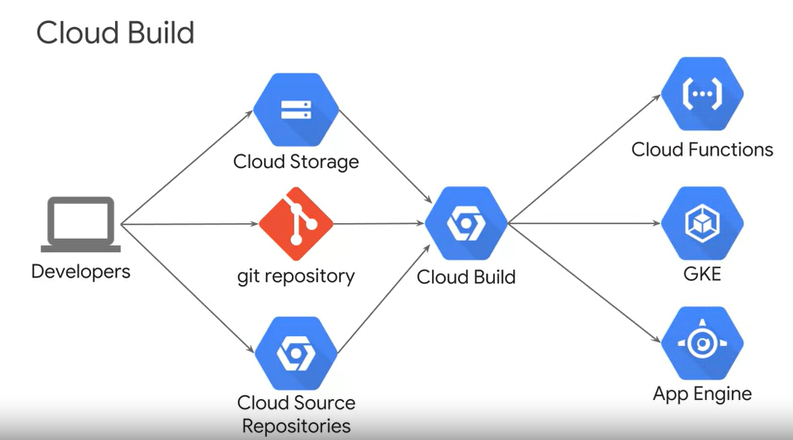 Cloud Build
Cloud Storage
Cloud Functions
Developers
git repository
Cloud Build
GKE
Cloud Source
Repositories
App Engine